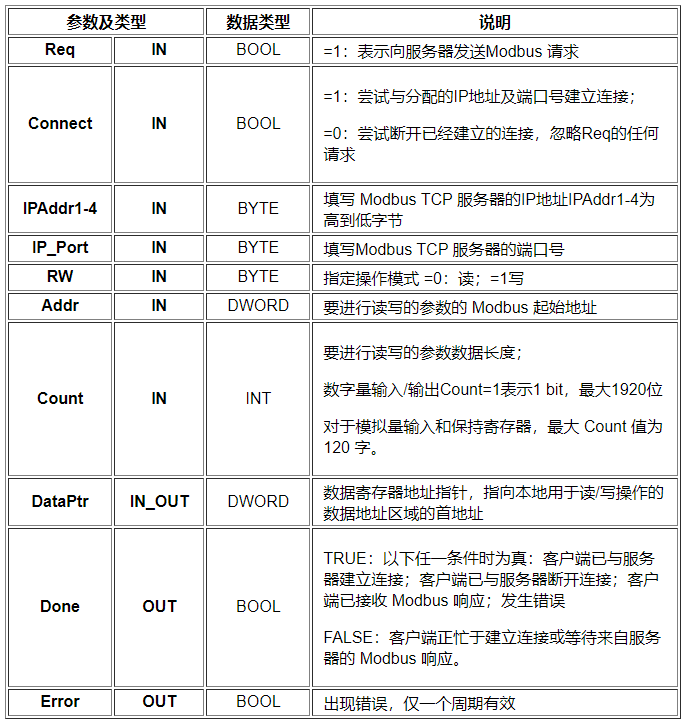 参数及类型 数据类型 说明
Req IN BOOL =1：表示向服务器发送Modbus 请求
Connect IN BOOL =1：尝试与分配的IP地址及端口号建立连接；
=0：尝试断开已经建立的连接，忽略Req的任何
请求
IPAddr1-4 IN BYTE 填写 Modbus TCP 服务器的IP地址IPAddr1-4为
高到低字节
IP_Port IN BYTE 填写Modbus TCP 服务器的端口号
RW IN BYTE 指定操作模式 =0：读；=1写
Addr IN DWORD 要进行读写的参数的 Modbus 起始地址
Count IN INT 要进行读写的参数数据长度；
数字量输入/输出Count=1表示1 bit，最大1920位
对于模拟量输入和保持寄存器，最大 Count 值为
120 字。
DataPtr IN_OUT DWORD 数据寄存器地址指针，指向本地用于读/写操作的
数据地址区域的首地址
Done OUT BOOL TRUE：以下任一条件时为真：客户端已与服务
器建立连接；客户端已与服务器断开连接；客户
端已接收 Modbus 响应；发生错误
FALSE：客户端正忙于建立连接或等待来自服务
器的 Modbus 响应。
Error OUT BOOL 出现错误，仅一个周期有效